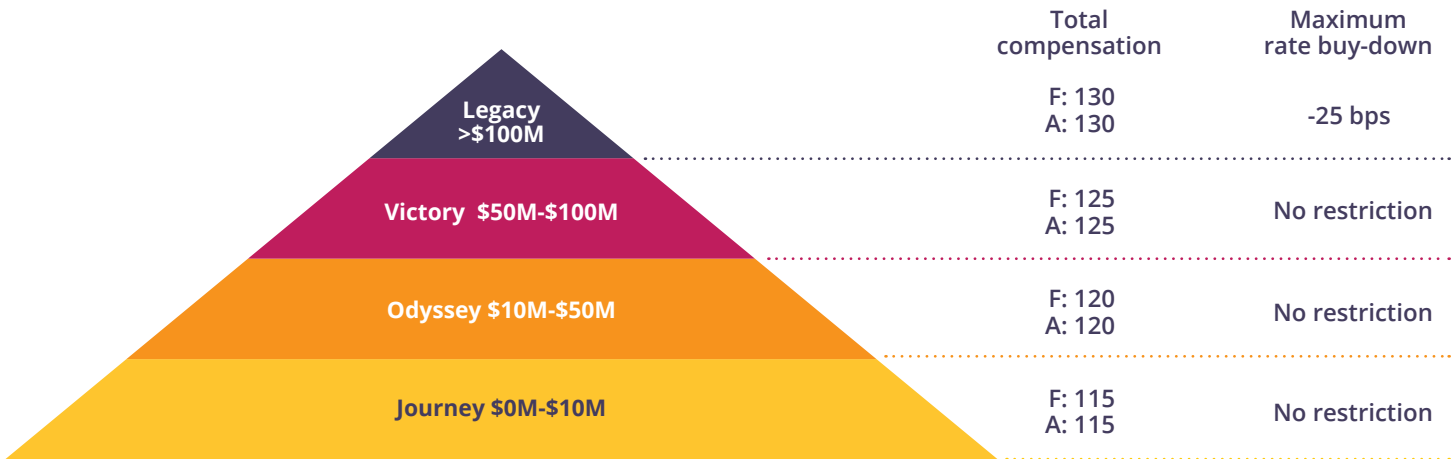 Total
compensation
Maximum
rate buy-down
Legacy
>$100M
F: 130
A: 130
-25 bps
Victory  $50M-$100M
F: 125
A: 125
No restriction
Odyssey $10M-$50M
F: 120
A: 120
No restriction
Journey $0M-$10M
F: 115
A: 115
No restriction